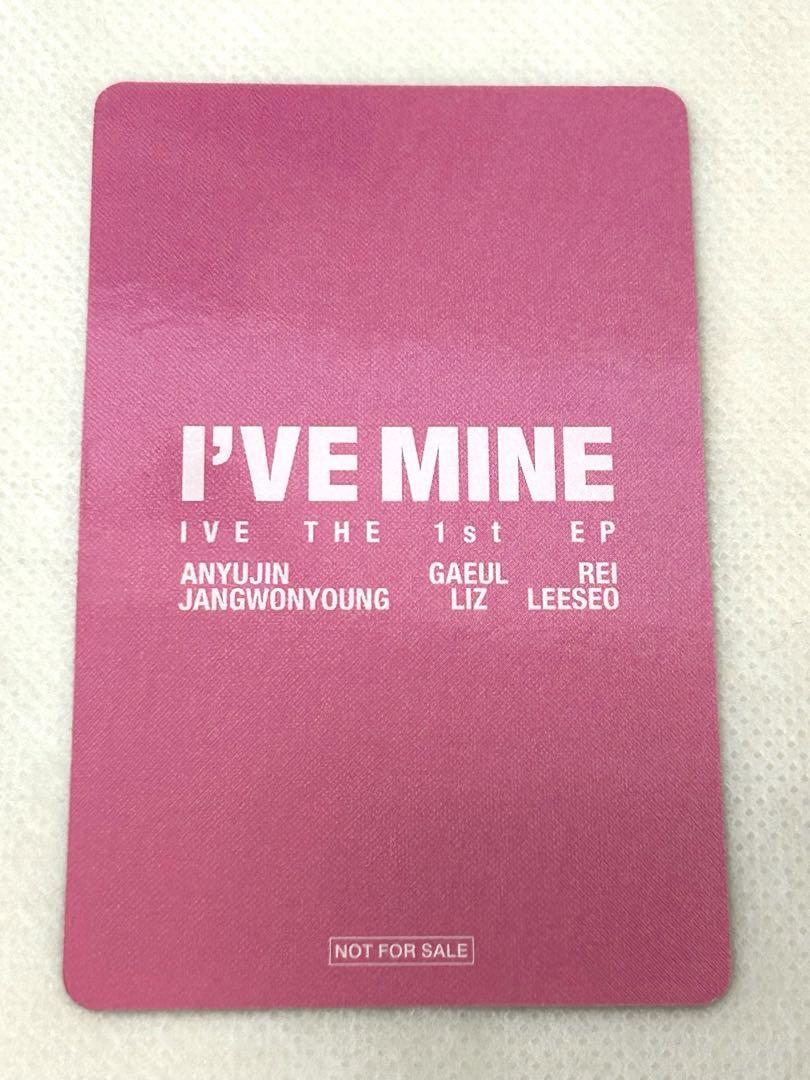 I'VE MINE
IVE THE 1st EP
ANYUJIN GAEUL REI
JANGWONYOUNG LIZ LEESEO
NOT FOR SALE